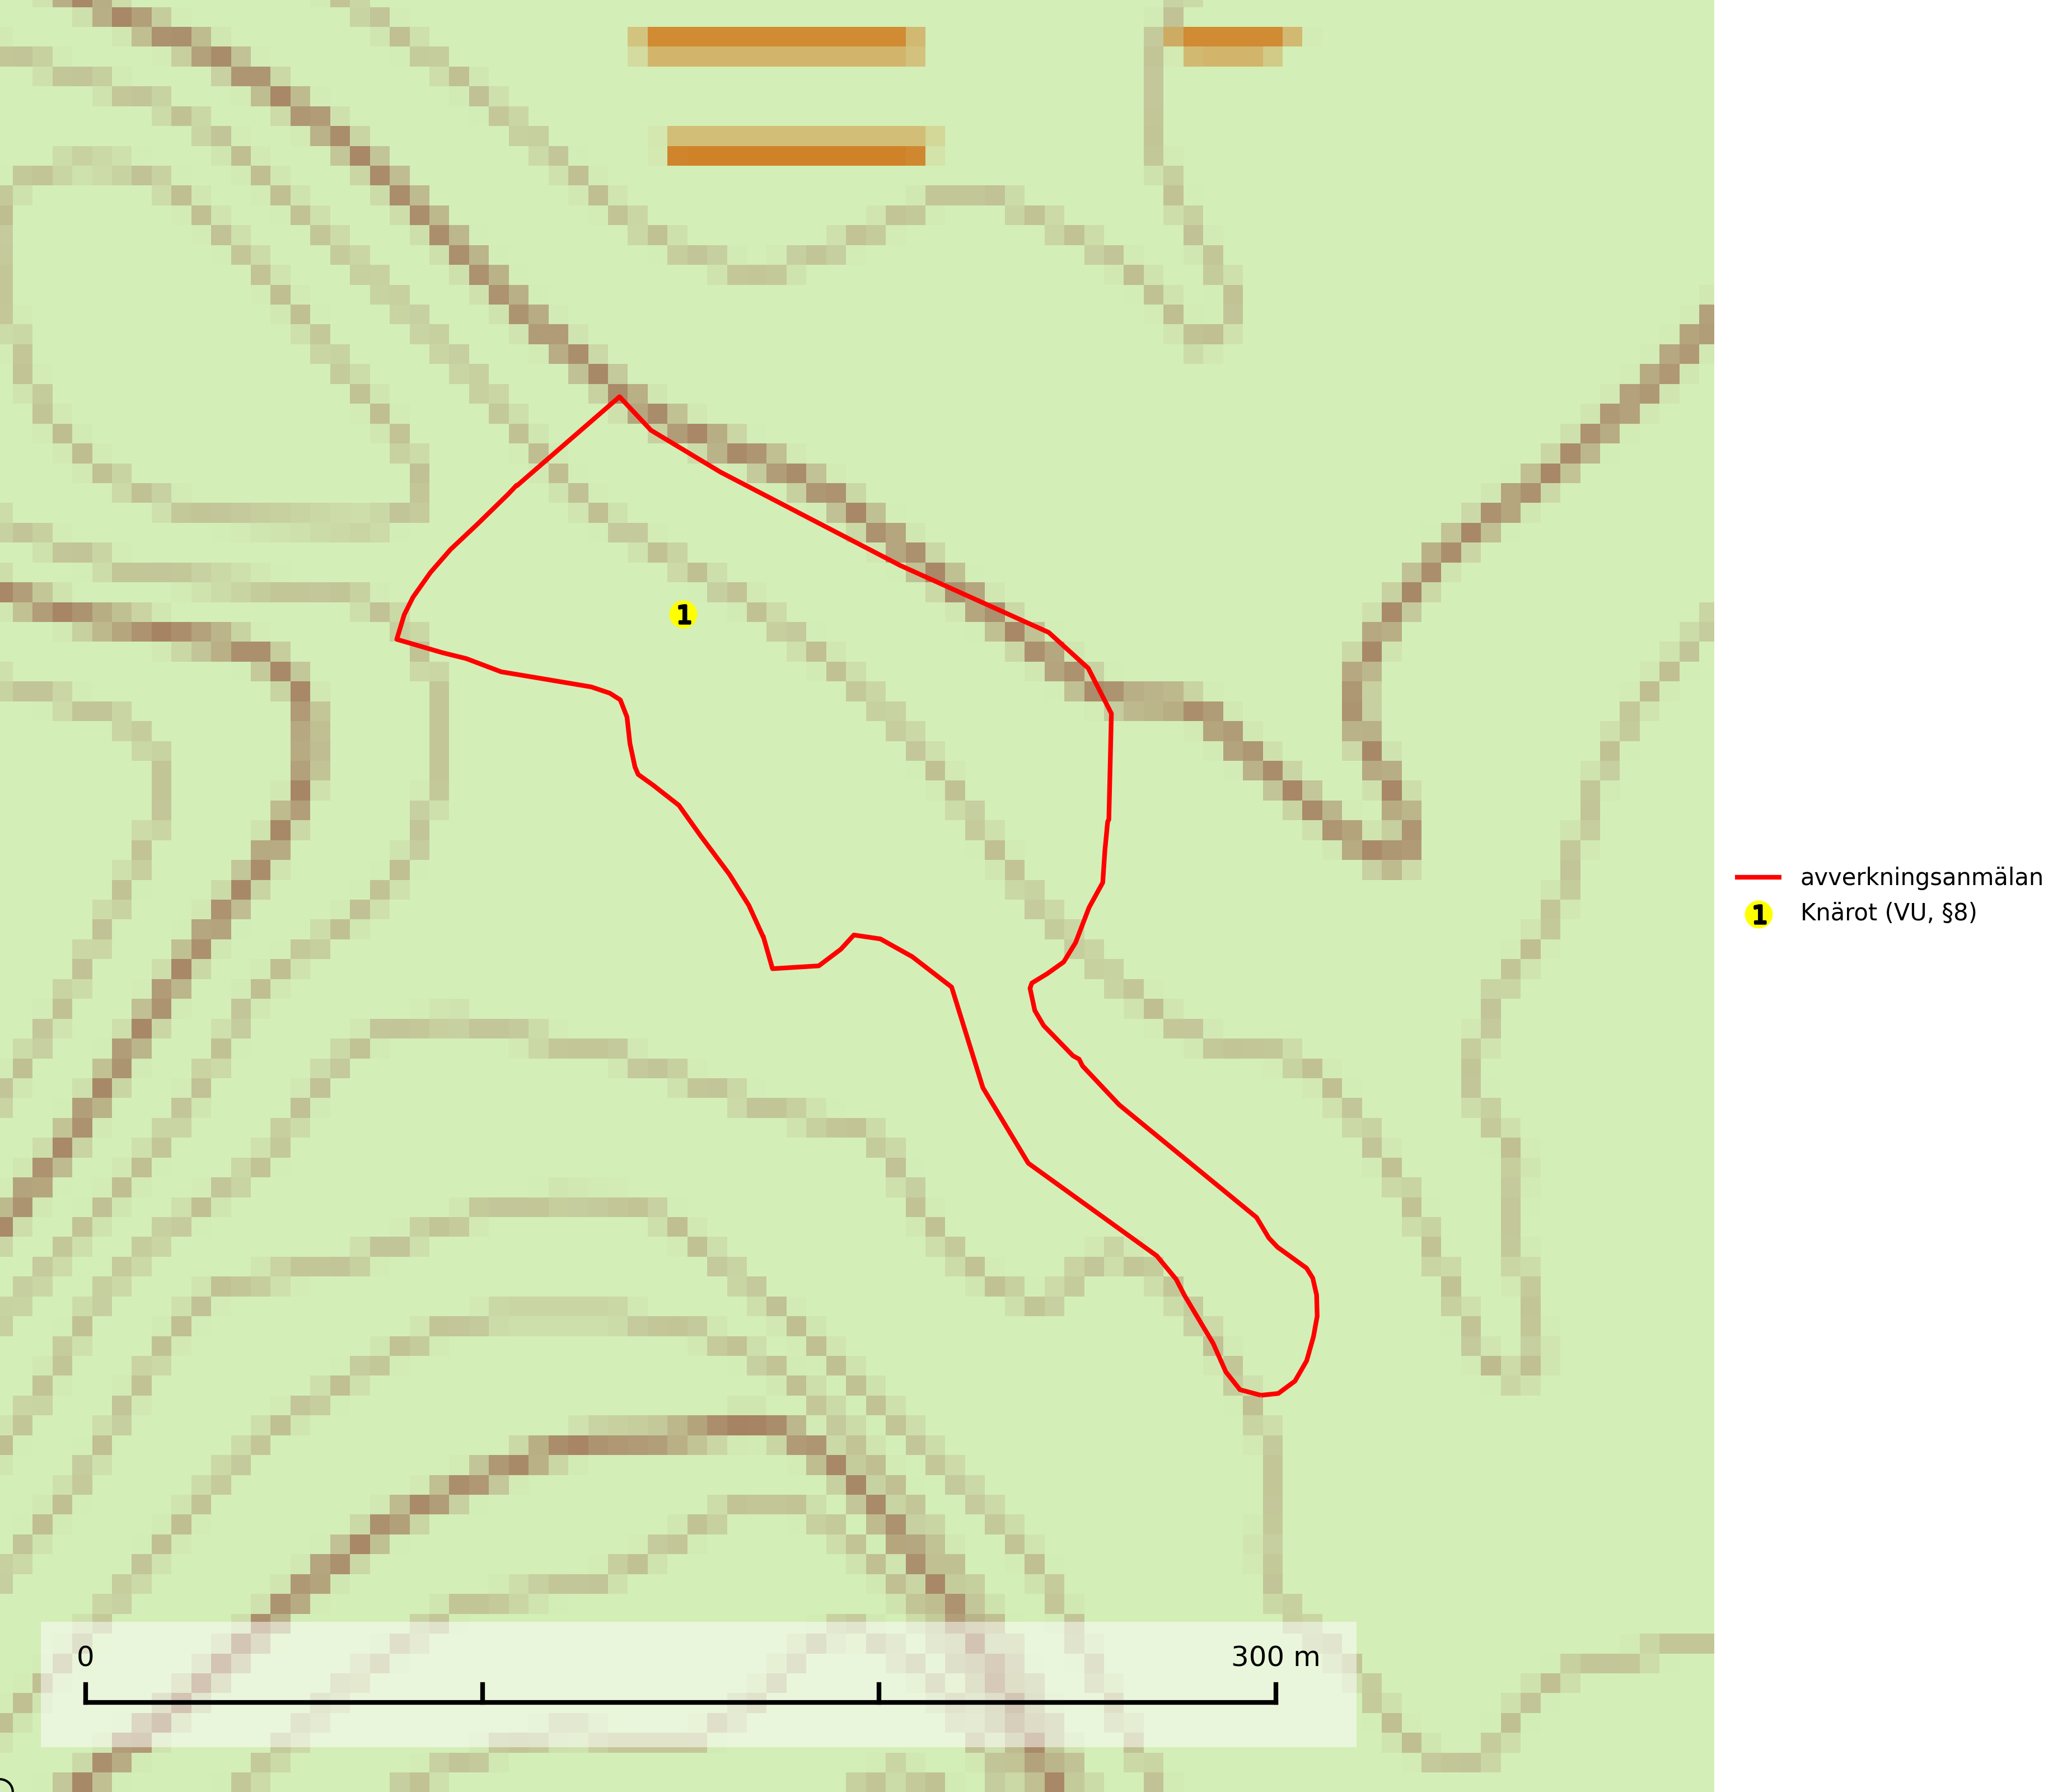 1
avverkningsanmälan
1 Knärot (VU, §8)
0 300 m